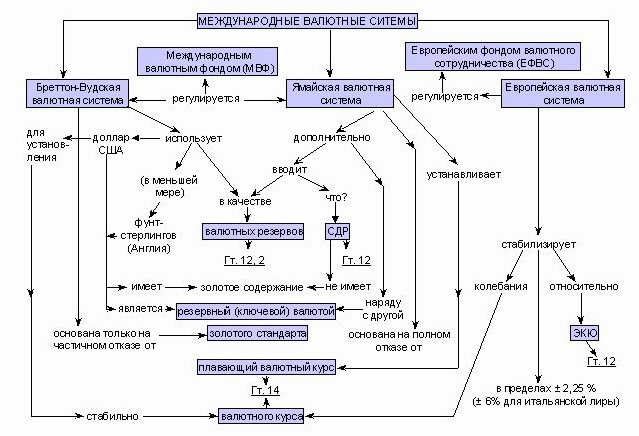 МЕЖДУНАРОДНЫЕ ВАЛЮТНЫЕ СИТЕМЫ
Международным
валютным фондом (МВФ)
Европейским фондом валютного
сотрудничества (ЕФВС)
Бреттон-Вудская
валютная система
регулируется
Ямайская валютная
система
регулируется
Европейская валютная
система
для
установ-
ления
доллар
США
использует
дополнительно
вводит
устанавливает
(в меньшей
мере)
в качестве
что?
фунт-
стерлингов
(Англия)
валютных резервов
СДР
стабилизирует
Гт. 12, 2
Гт. 12
имеет
золотое содержание
не имеет
колебания
относительно
является
резервный (ключевой) валютой
наряду
с другой
основана только на
частичном отказе от
золотого стандарта
основана на полном
отказе от
ЭКЮ
Гт. 12
плавающий валютный курс
Гт. 14
в пределах ± 2,25 %
(± 6% для итальянской лиры)
стабильно
валютного курса